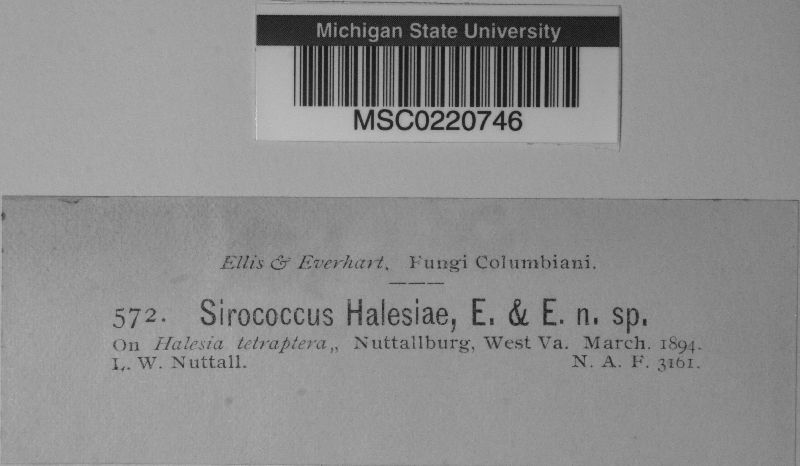 Michigan State University
MSC0220746
Ellis & Everhart, Fungi Columbiani.
572. Sirococcus Halesiae, E. & E. n. sp.
On Halesia tetraptera,, Nuttallburg, West Va. March. 1894.
L. W. Nuttall. N. A. F. 3161.